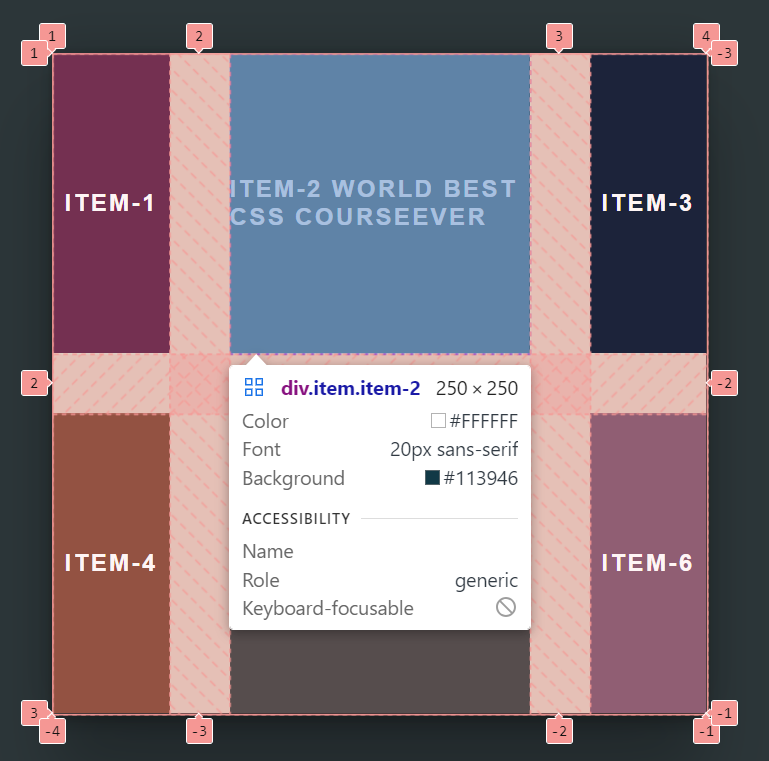 1 2 3 4
1 -3
ITEM-1
ITEM-2 WORLD BEST
CSS COURSEEVER
ITEM-3
2 -2
div.item.item-2 250 × 250
Color #FFFFFF
Font 20px sans-serif
Background #113946
ACCESSIBILITY
Name
Role generic
Keyboard-focusable
ITEM-4
ITEM-6
3 -1
-4 -3 -2 -1